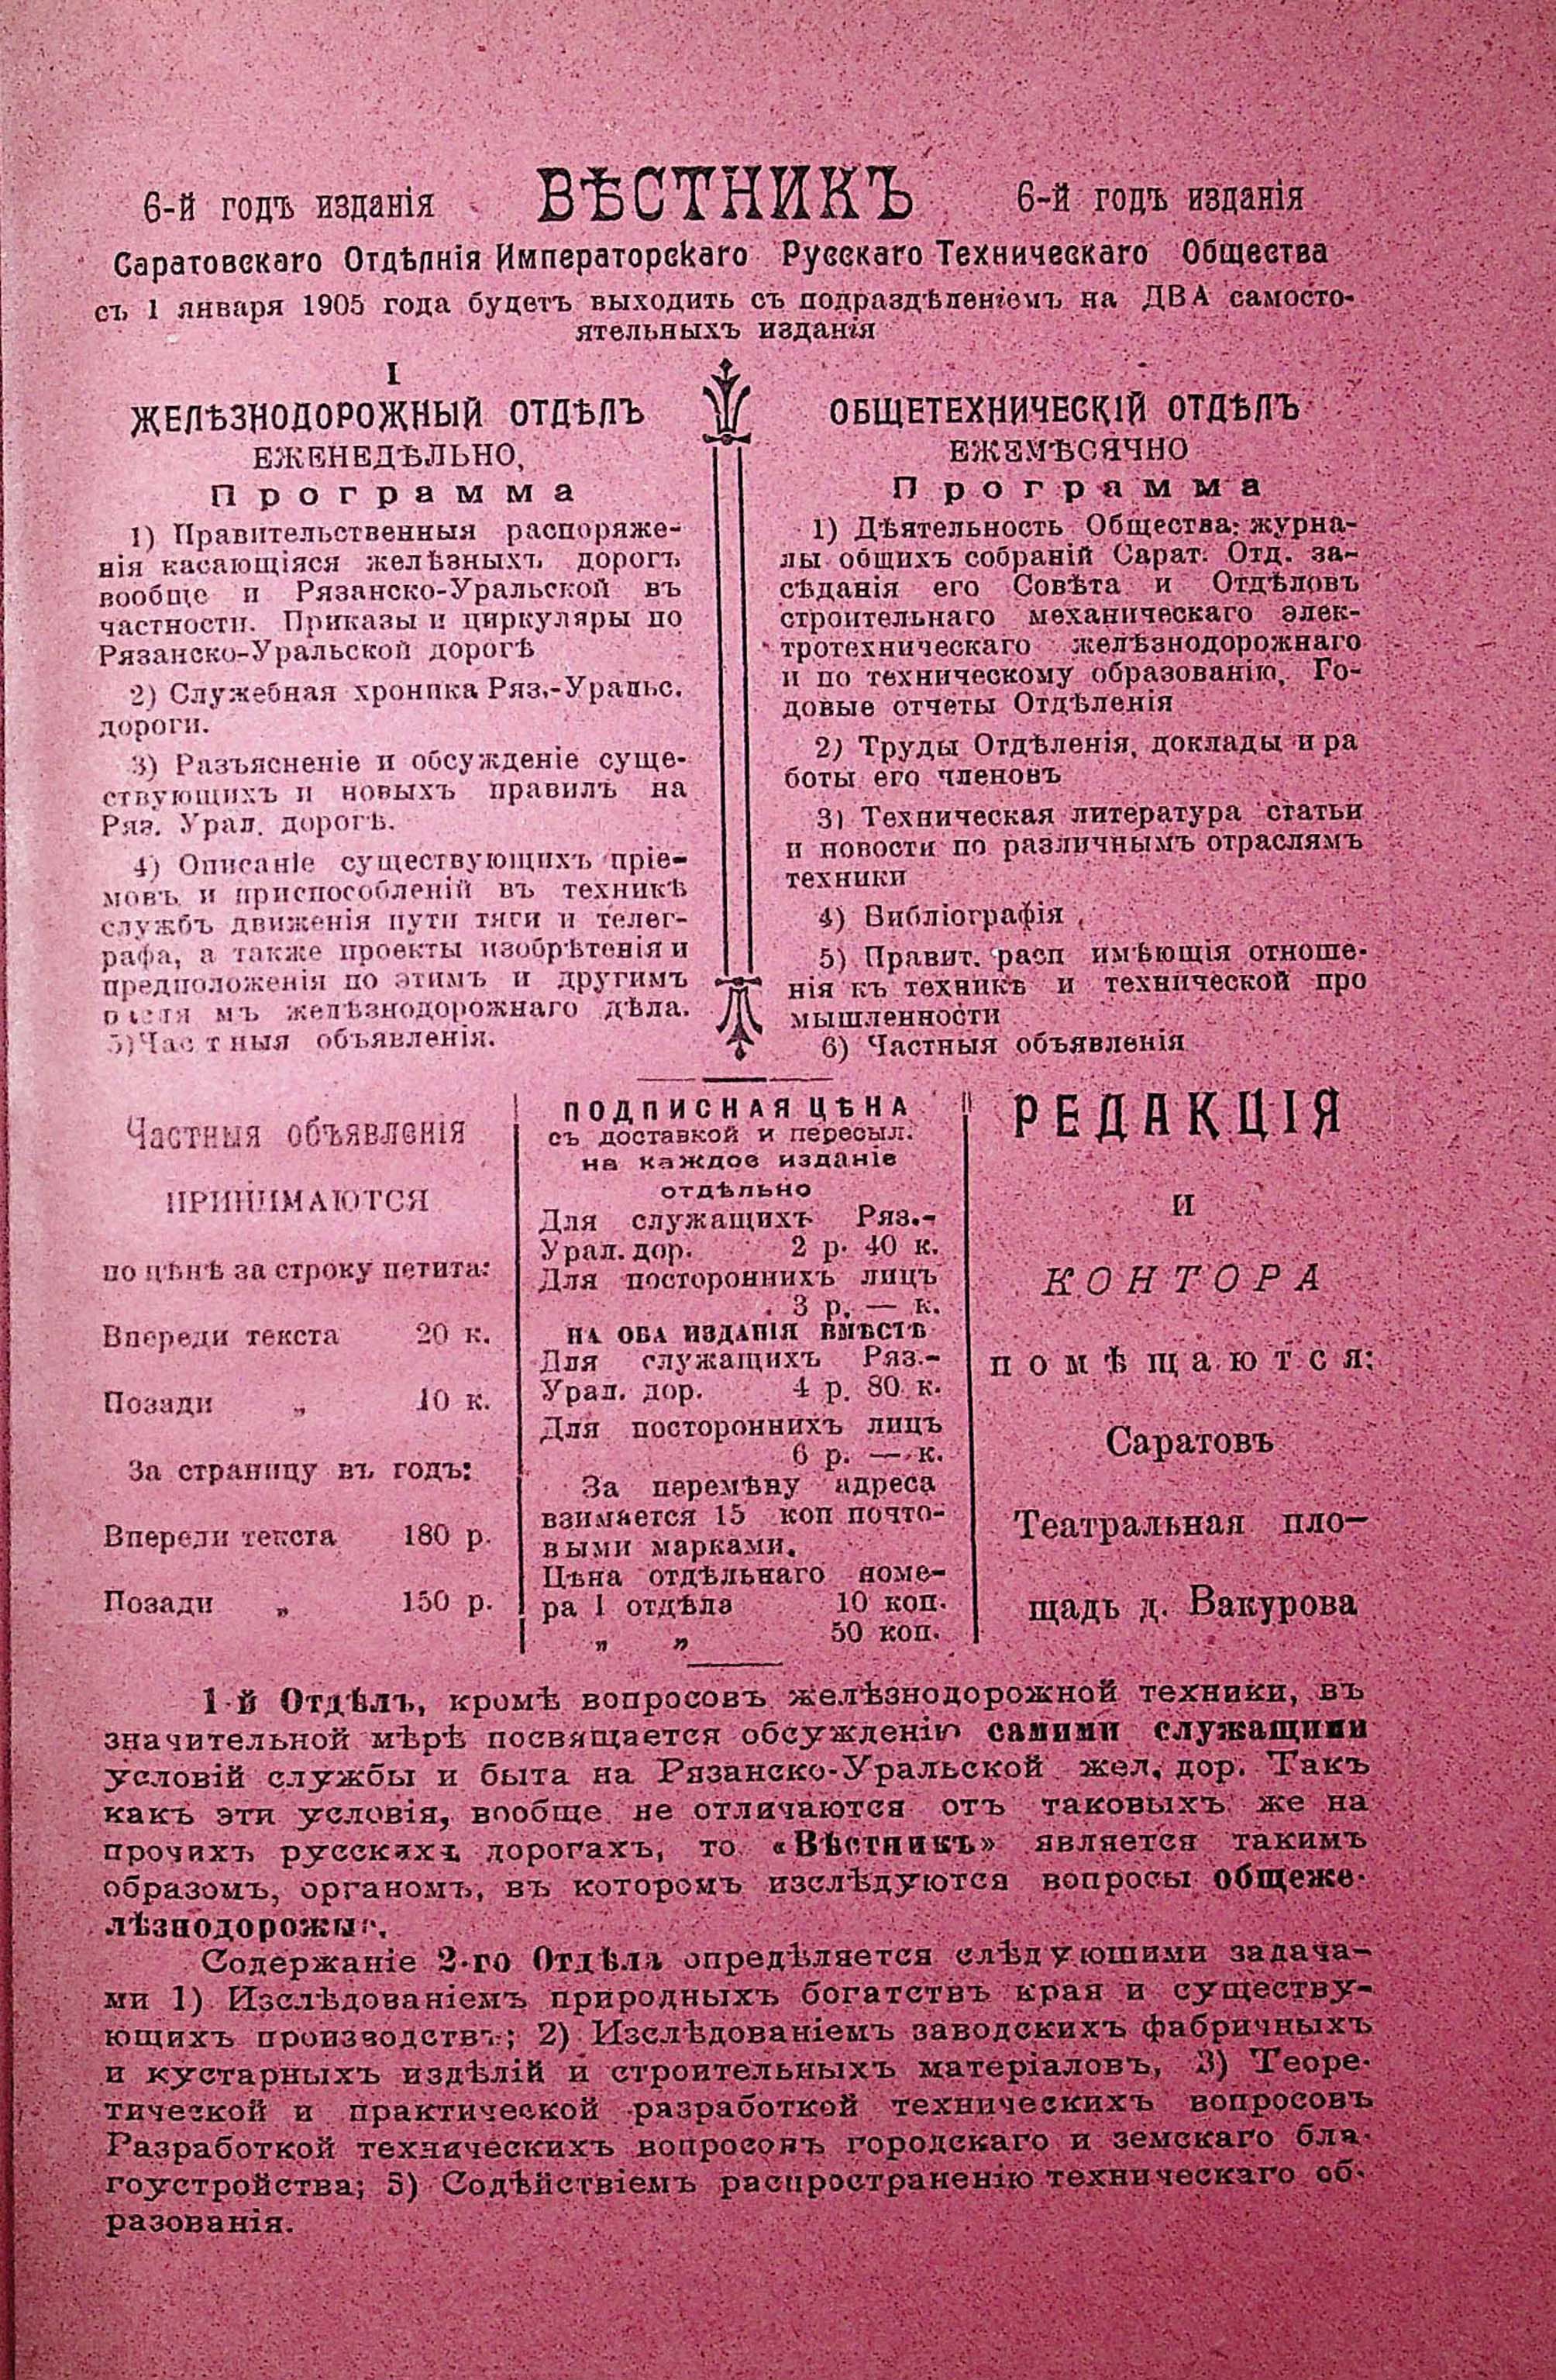 6-й годъ изданія
ВѢСТНИКЪ
6-й годъ изданія
Саратовскаго Отдѣлнія Императорскаго Русскаго Техническаго Общества
съ 1 января 1905 года будетъ выходить съ подраздѣленіемъ на ДВА самосто-
ятельныхъ изданія
I
ЖЕЛѢЗНОДОРОЖНЫЙ ОТДѢЛЪ
ЕЖЕНЕДѢЛЬНО,
Программа
1) Правительственныя распоряже-
нія касающіяся желѣзныхъ дорогъ
вообще и Рязанско-Уральской въ
частности. Приказы и циркуляры по
Рязанско-Уральской дорогѣ
2) Служебная хроника Ряз.-Уральс.
дороги.
3) Разъясненіе и обсужденіе суще-
ствующихъ и новыхъ правилъ на
Ряз. Урал. дорогѣ.
4) Описаніе существующихъ пріе-
мовъ и приспособленій въ техникѣ
службъ движенія пути тяги и телег-
рафа, а также проекты изобрѣтенія и
предположенія по этимъ и другимъ
мъ желѣзнодорожнаго дѣла.
5) Частныя объявленія.
ОБЩЕТЕХНИЧЕСКІЙ ОТДѢЛЪ
ЕЖЕМѢСЯЧНО
Программа
1) Дѣятельность Общества: журна-
лы общихъ собраній Сарат. Отд. за-
сѣданія его Совѣта и Отдѣловъ
строительнаго механическаго элек-
тротехническаго желѣзнодорожнаго
и по техническому образованію, Го-
довые отчеты Отдѣленія
2) Труды Отдѣленія, доклады и ра
боты его членовъ
3) Техническая литература статьи
и новости по различнымъ отраслямъ
техники
4) Библіографія
5) Правит. расп имѣющія отноше-
нія къ техникѣ и технической про
мышленности
6) Частныя объявленія
Частныя объявленія
ПРИНИМАЮТСЯ
по цѣнѣ за строку петита:
Впереди текста 20 к.
Позади „ 10 к.
За страницу въ годъ:
Впереди текста 180 р.
Позади „ 150 р.
ПОДПИСНАЯ ЦѢНА
съ доставкой и пересыл.
на каждое изданіе
отдѣльно
Для служащихъ Ряз.-
Урал. дор. 2 р. 40 к.
Для постороннихъ лицъ
3 р. — к.
НА ОБА ИЗДАНІЯ ВМѢСТѢ
Для служащихъ Ряз.-
Урал. дор. 4 р. 80 к.
Для постороннихъ лицъ
6 р. — к.
За перемѣну адреса
взимается 15 коп почто-
выми марками.
Цѣна отдѣльнаго номе-
ра 1 отдѣла 10 коп.
„ „ 50 коп.
РЕДАКЦІЯ
И
КОНТОРА
помѣщаются:
Саратовъ
Театральная пло-
щадь д. Вакурова
1-й Отдѣлъ, кромѣ вопросовъ желѣзнодорожной техники, въ
значительной мѣрѣ посвящается обсужденію самими служащими
условій службы и быта на Рязанско-Уральской жел. дор. Такъ
какъ эти условія, вообще не отличаются отъ таковыхъ же на
прочихъ русскихъ дорогахъ, то «Вѣстникъ» является такимъ
образомъ, органомъ, въ которомъ изслѣдуются вопросы общеже-
лѣзнодорожные.
Содержаніе 2-го Отдѣла опредѣляется слѣдующими задача-
ми 1) Изслѣдованіемъ природныхъ богатствъ края и существу-
ющихъ производствъ; 2) Изслѣдованіемъ заводскихъ фабричныхъ
и кустарныхъ издѣлій и строительныхъ матеріаловъ, 3) Теоре-
тической и практической разработкой техническихъ вопросовъ
Разработкой техническихъ вопросовъ городскаго и земскаго бла-
гоустройства; 5) Содѣйствіемъ распространенію техническаго об-
разованія.